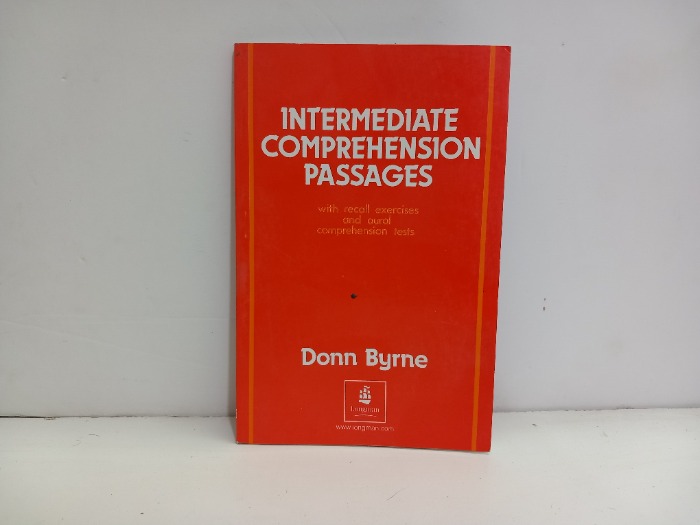 INTERMEDIATE
COMPREHENSION
PASSAGES
with recall exercises
and aural
comprehension tests
Donn Byrne
Longman
www.longman.com